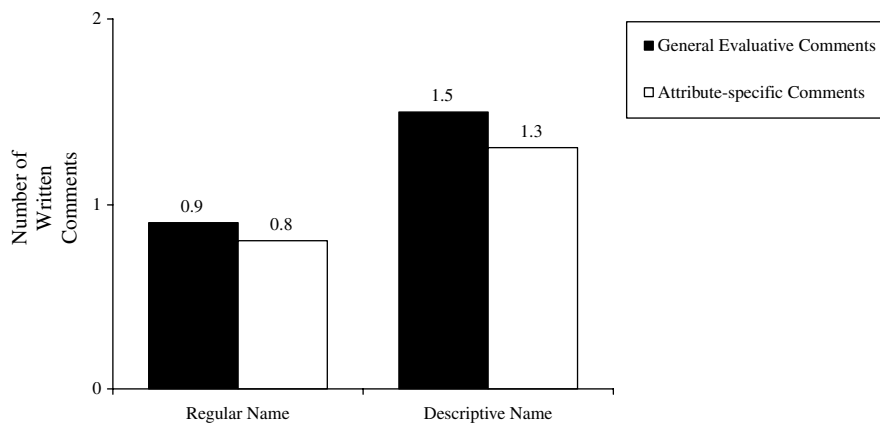 2
1
0
Number of
Written
Comments
0.9
0.8
1.5
1.3
Regular Name
Descriptive Name
General Evaluative Comments
Attribute-specific Comments